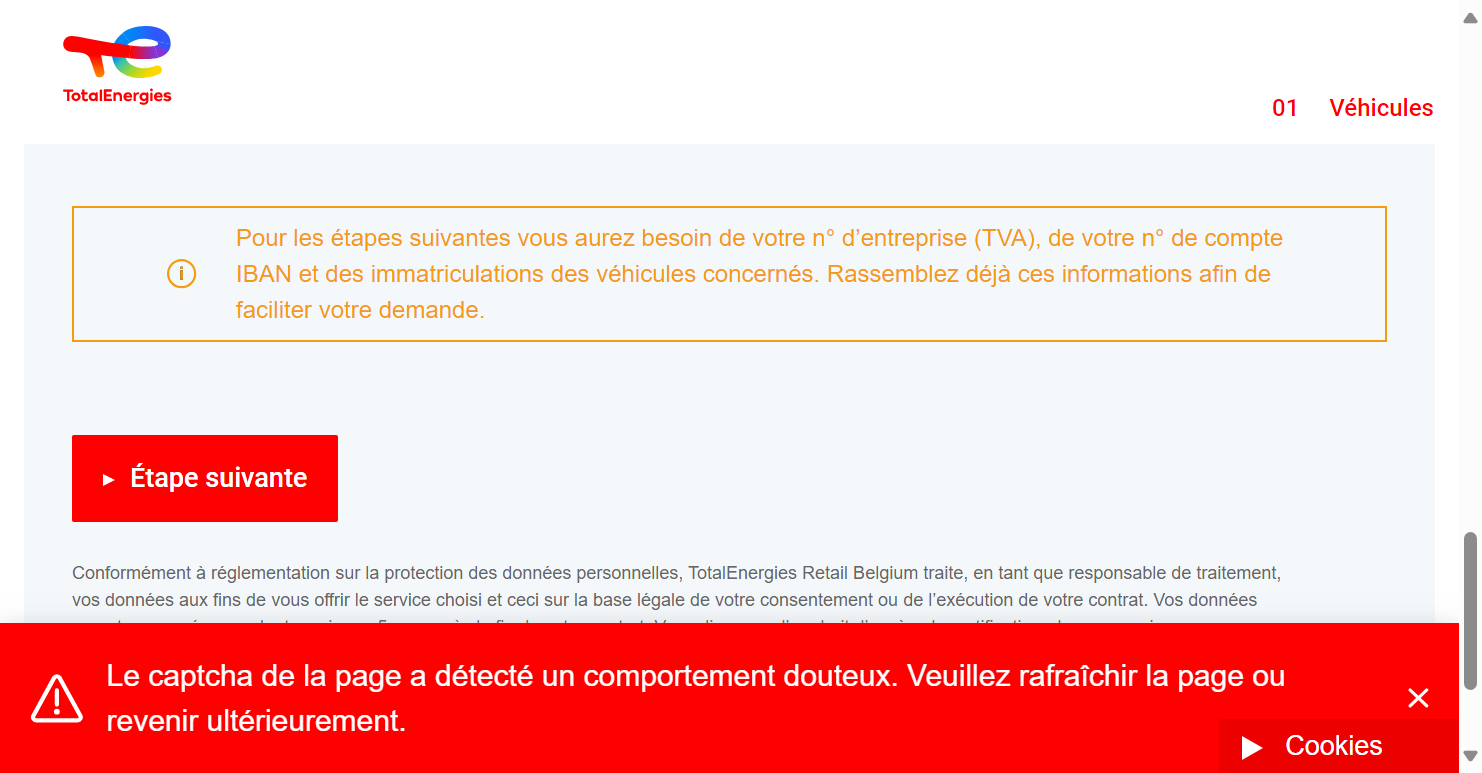 TotalEnergies
01 Véhicules
Pour les étapes suivantes vous aurez besoin de votre n° d’entreprise (TVA), de votre n° de compte
IBAN et des immatriculations des véhicules concernés. Rassemblez déjà ces informations afin de
faciliter votre demande.
Étape suivante
Conformément à réglementation sur la protection des données personnelles, TotalEnergies Retail Belgium traite, en tant que responsable de traitement,
vos données aux fins de vous offrir le service choisi et ceci sur la base légale de votre consentement ou de l’exécution de votre contrat. Vos données
Le captcha de la page a détecté un comportement douteux. Veuillez rafraîchir la page ou
revenir ultérieurement.
Cookies